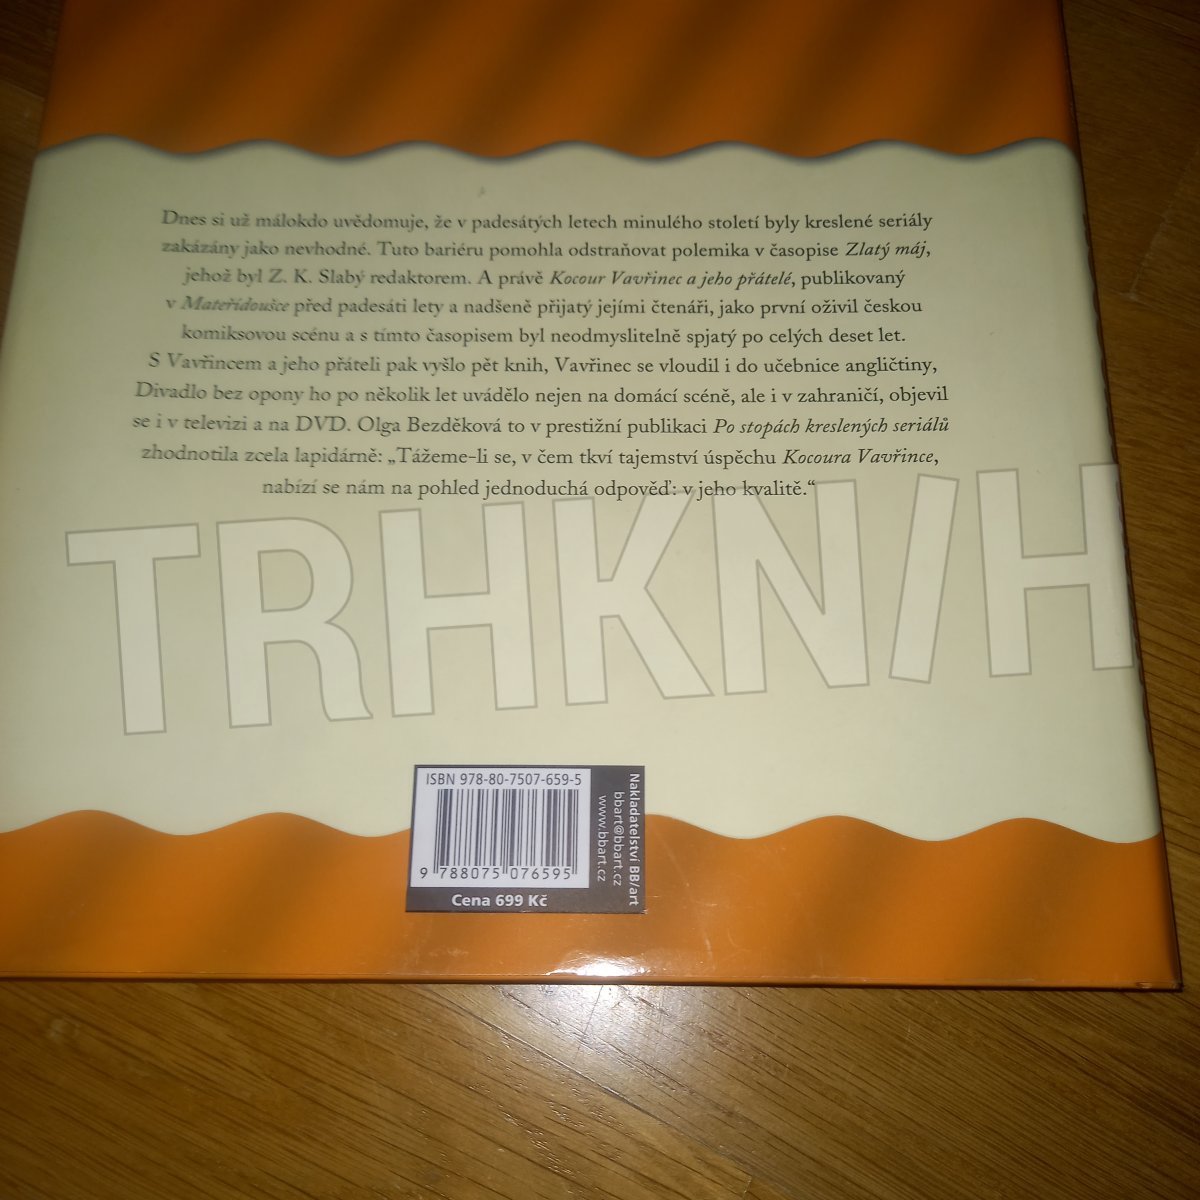 Dnes si už málokdo uvědomuje, že v padesátých letech minulého století byly kreslené seriály
zakázány jako nevhodné. Tuto bariéru pomohla odstraňovat polemika v časopise Zlatý máj,
jehož byl Z. K. Slabý redaktorem. A právě Kocour Vavřinec a jeho přátelé, publikovaný
v Mateřídoušce před padesáti lety a nadšeně přijatý jejími čtenáři, jako první oživil českou
komiksovou scénu a s tímto časopisem byl neodmyslitelně spjatý po celých deset let.
S Vavřincem a jeho přáteli pak vyšlo pět knih, Vavřinec se vloudil i do učebnice angličtiny,
Divadlo bez opony ho po několik let uvádělo nejen na domácí scéně, ale i v zahraničí, objevil
se i v televizi a na DVD. Olga Bezděková to v prestižní publikaci Po stopách kreslených seriálů
zhodnotila zcela lapidárně: „Tážeme-li se, v čem tkví tajemství úspěchu Kocoura Vavřince,
nabízí se nám na pohled jednoduchá odpověď: v jeho kvalitě.“
TRHKNIH
ISBN 978-80-7507-659-5
9 788075 076595
Cena 699 Kč
Nakladatelství BB/art
bbart@bbart.cz
www.bbart.cz